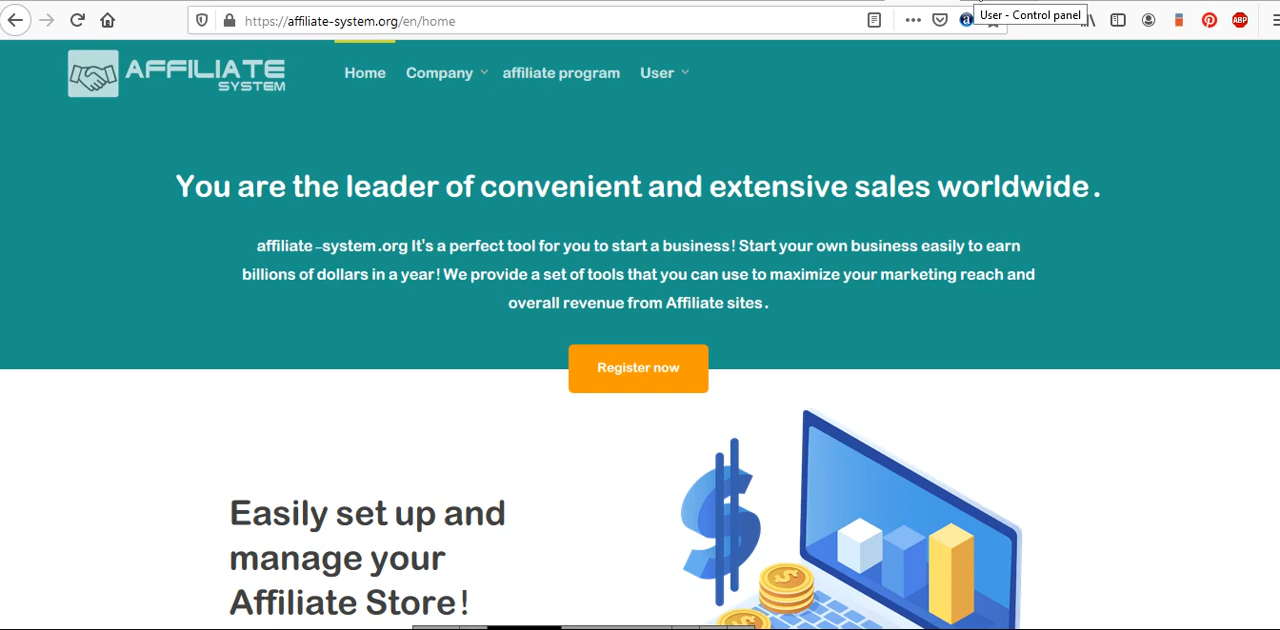 https://affiliate-system.org/en/home
User - Control panel
ABP
AFFILIATE
SYSTEM
Home
Company
affiliate program
User
You are the leader of convenient and extensive sales worldwide.
affiliate-system.org It's a perfect tool for you to start a business! Start your own business easily to earn
billions of dollars in a year! We provide a set of tools that you can use to maximize your marketing reach and
overall revenue from Affiliate sites.
Register now
Easily set up and
manage your
Affiliate Store!